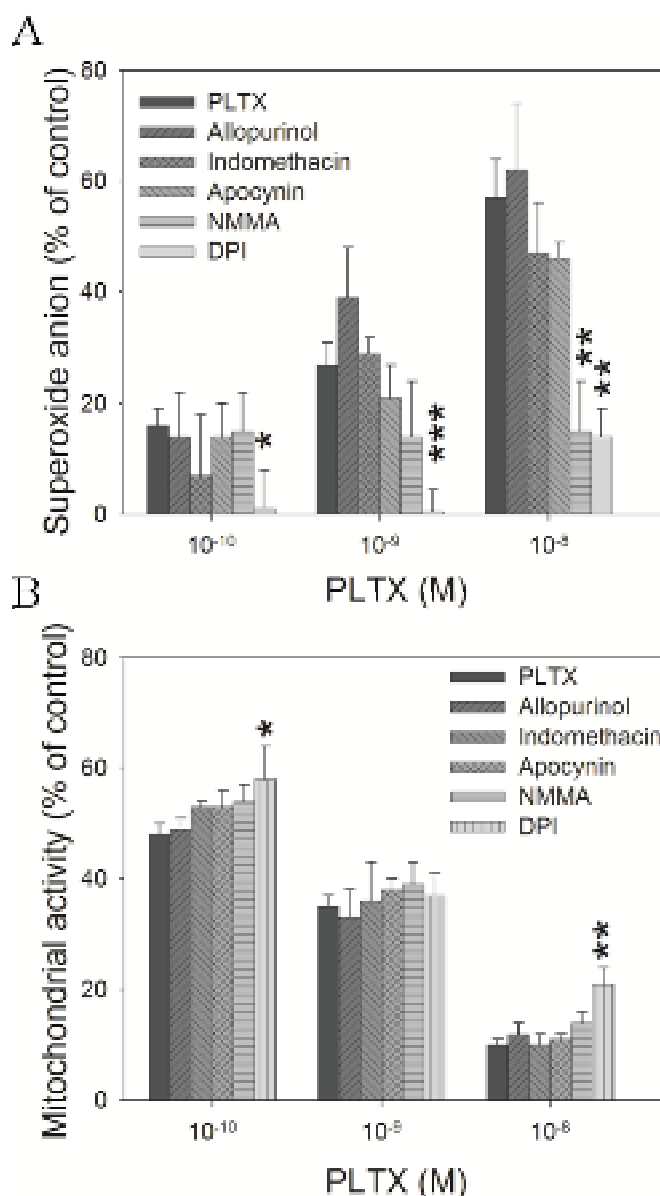 A
Superoxide anion (% of control)
80
60
40
20
0
PLTX
Allopurinol
Indomethacin
Apocynin
NMMA
DPI
*
***
**
**
10-10 10-9 10-8
PLTX (M)
B
Mitochondrial activity (% of control)
80
60
40
20
0
PLTX
Allopurinol
Indomethacin
Apocynin
NMMA
DPI
*
**
10-10 10-9 10-8
PLTX (M)